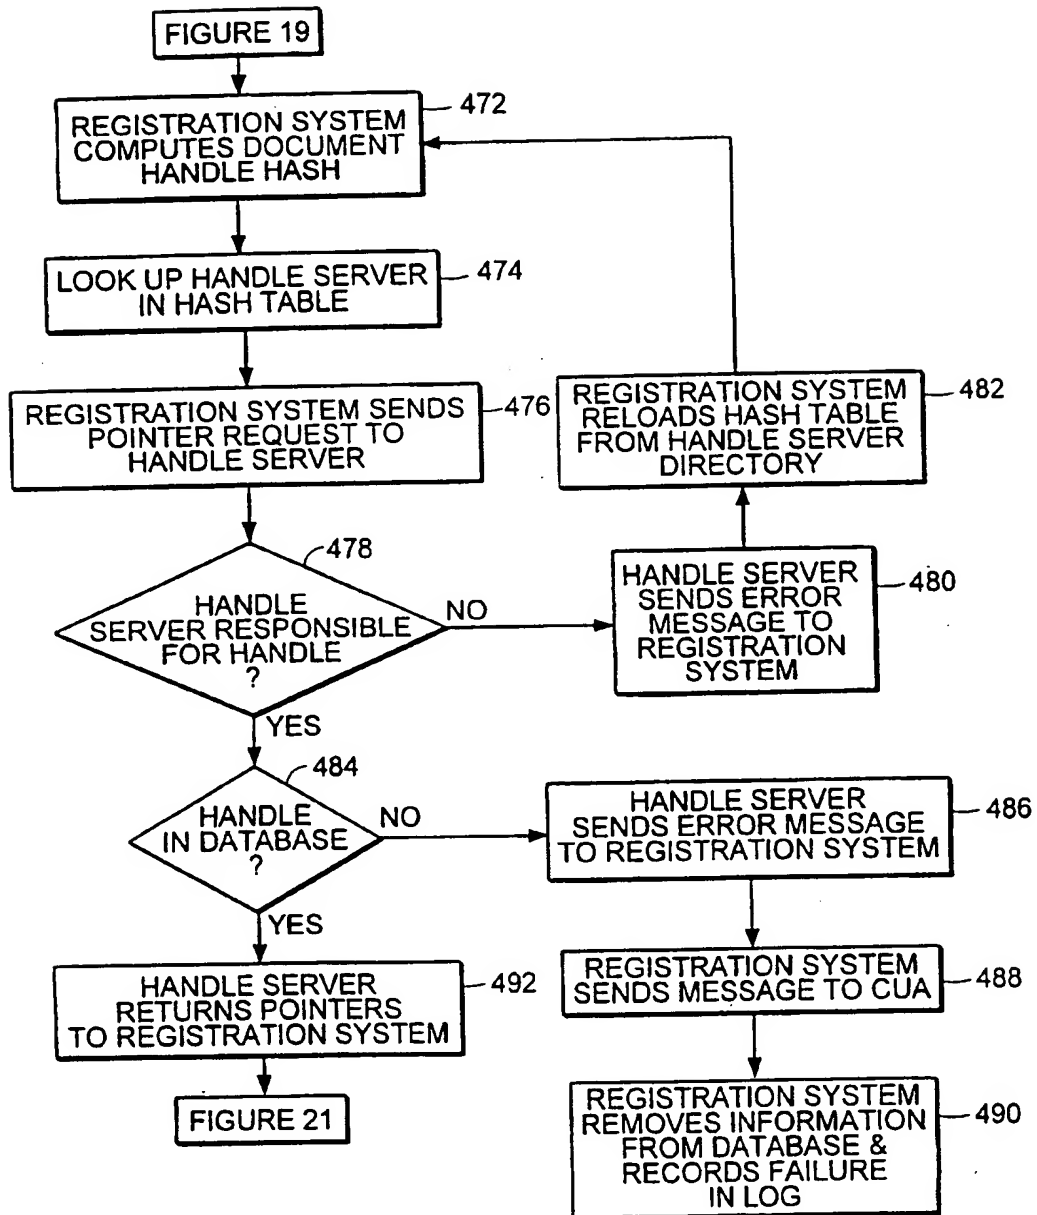 FIGURE 19
REGISTRATION SYSTEM
COMPUTES DOCUMENT
HANDLE HASH
472
LOOK UP HANDLE SERVER
IN HASH TABLE
474
REGISTRATION SYSTEM SENDS
POINTER REQUEST TO
HANDLE SERVER
476
REGISTRATION SYSTEM
RELOADS HASH TABLE
FROM HANDLE SERVER
DIRECTORY
482
478
HANDLE
SERVER RESPONSIBLE
FOR HANDLE
?
NO
YES
HANDLE SERVER
SENDS ERROR
MESSAGE TO
REGISTRATION
SYSTEM
480
484
HANDLE
IN DATABASE
?
NO
YES
HANDLE SERVER
SENDS ERROR MESSAGE
TO REGISTRATION SYSTEM
486
REGISTRATION SYSTEM
SENDS MESSAGE TO CUA
488
HANDLE SERVER
RETURNS POINTERS
TO REGISTRATION SYSTEM
492
FIGURE 21
REGISTRATION SYSTEM
REMOVES INFORMATION
FROM DATABASE &
RECORDS FAILURE
IN LOG
490